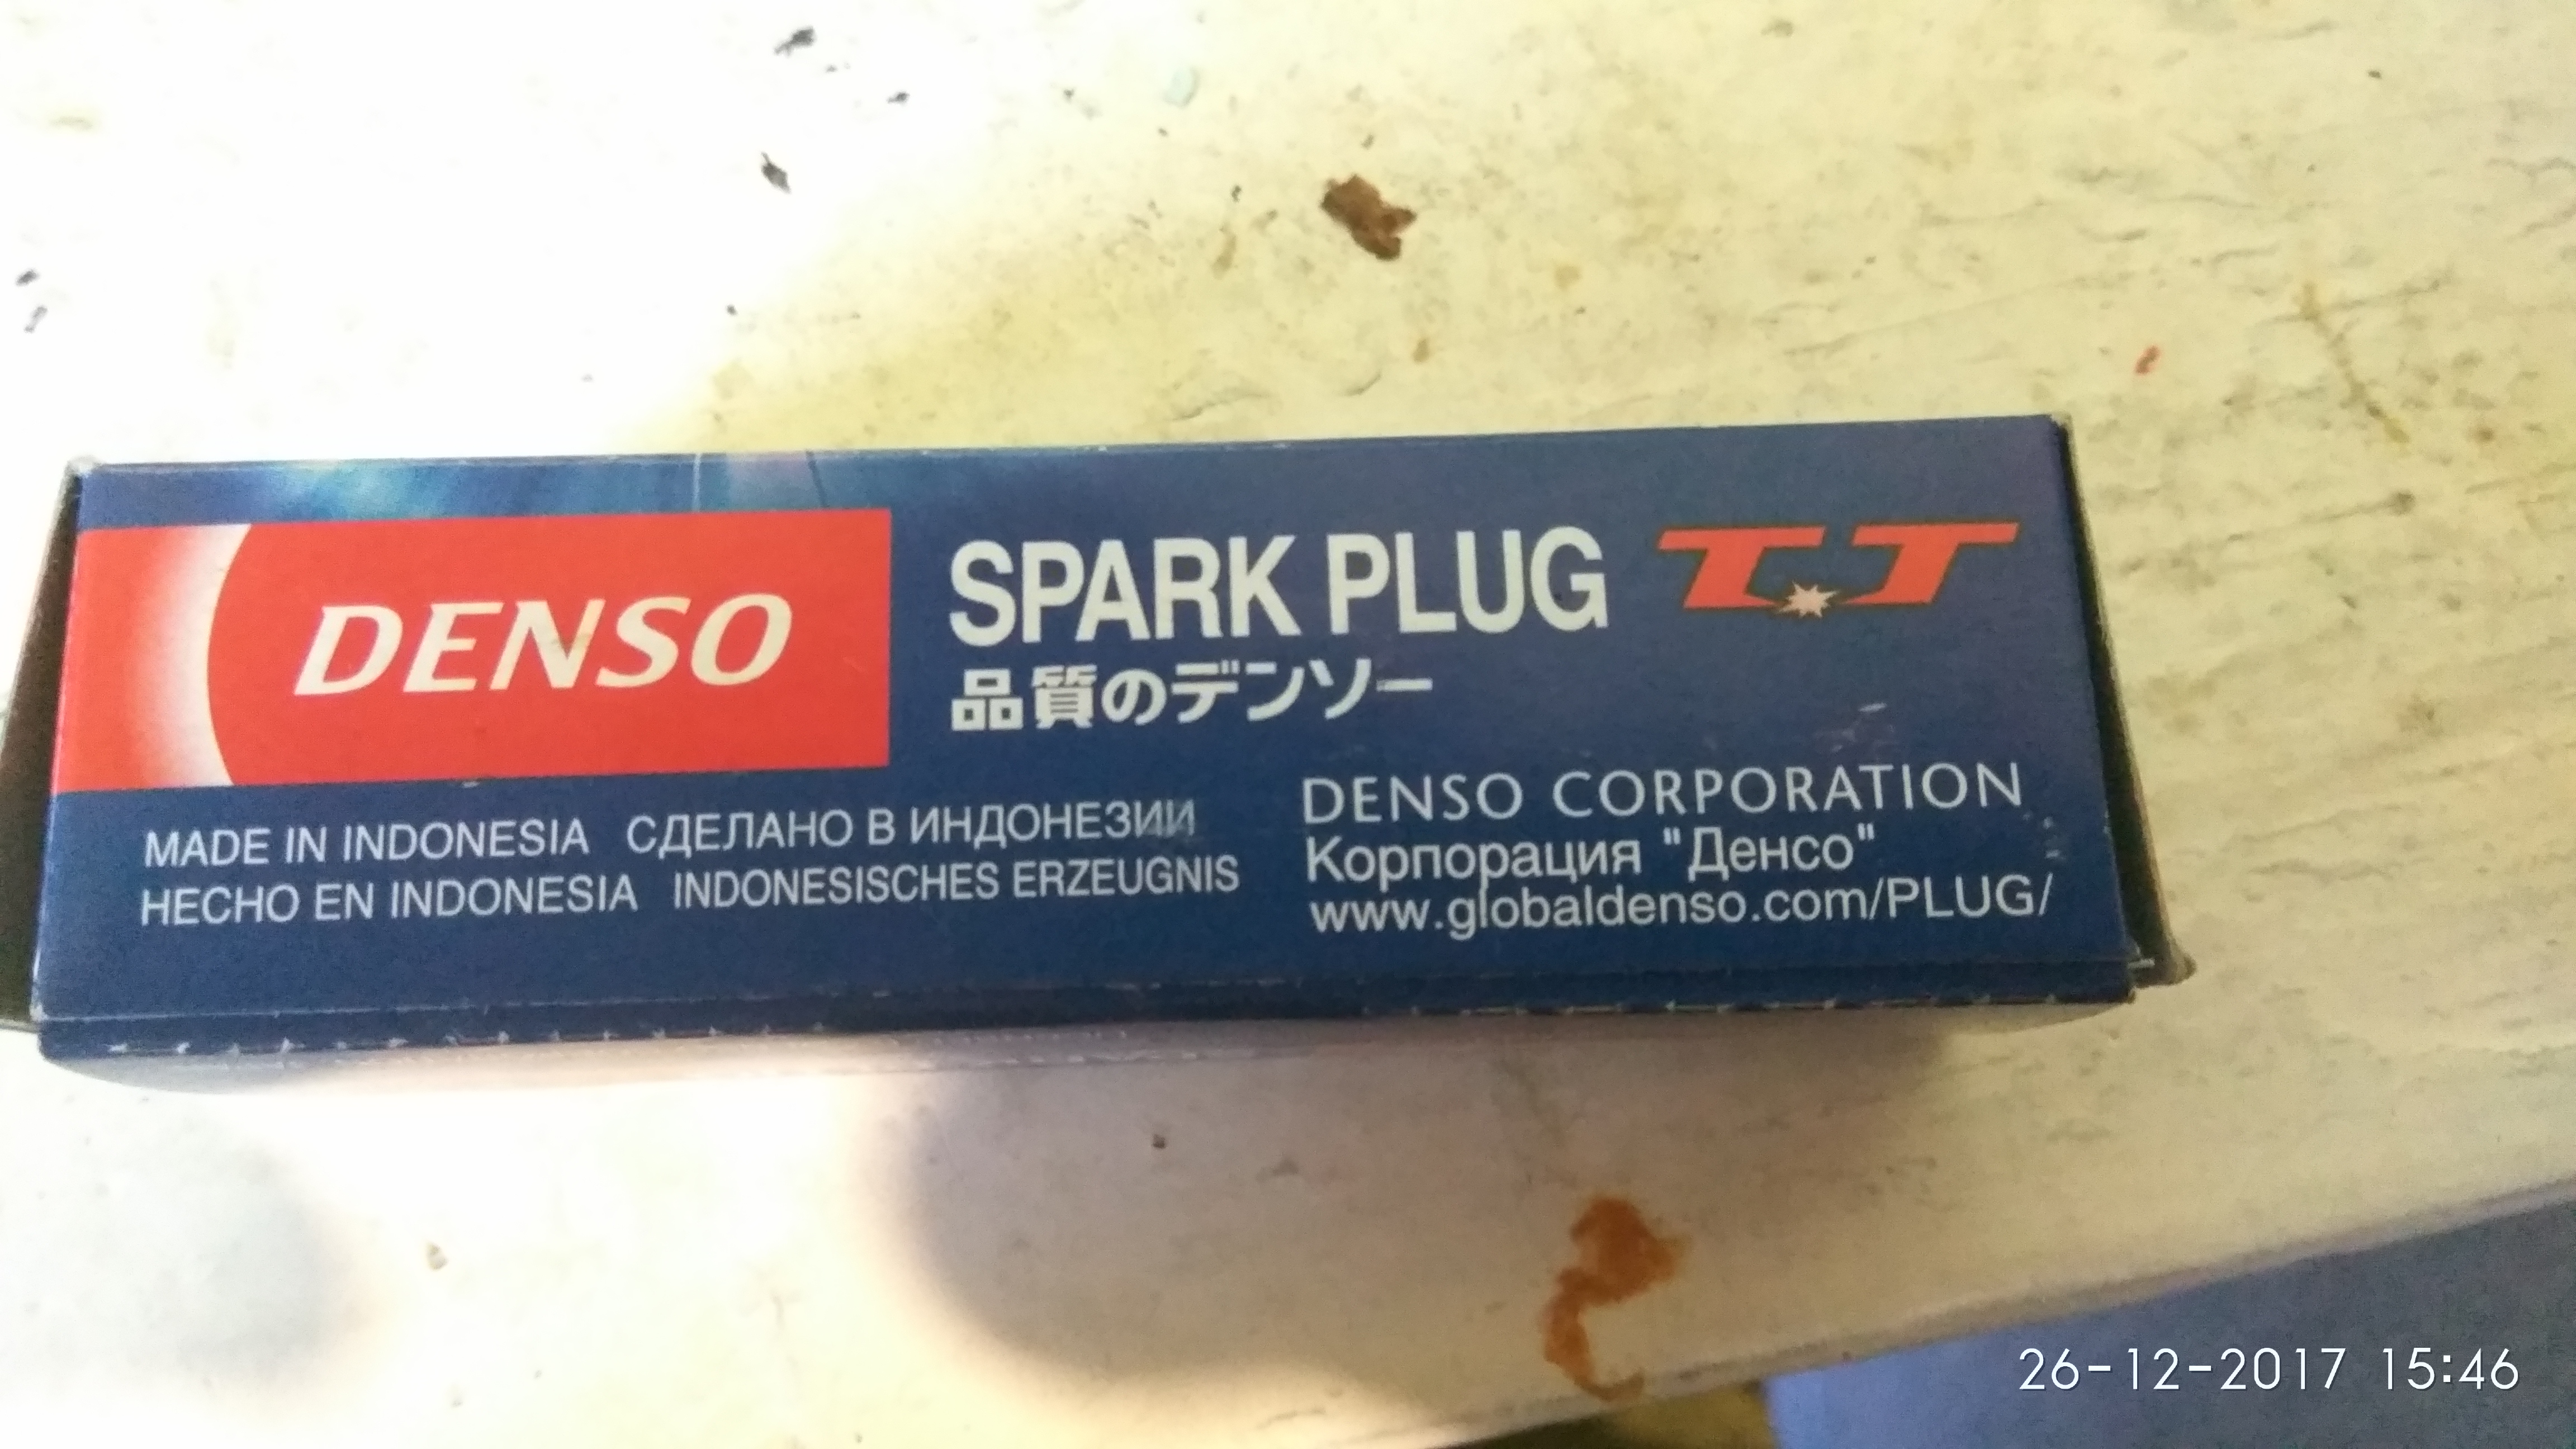 DENSO
SPARK PLUG TT
品質のデンソー
MADE IN INDONESIA СДЕЛАНО В ИНДОНЕЗИИ
HECHO EN INDONESIA INDONESISCHES ERZEUGNIS
DENSO CORPORATION
Корпорация "Денсо"
www.globaldenso.com/PLUG/
26-12-2017 15:46